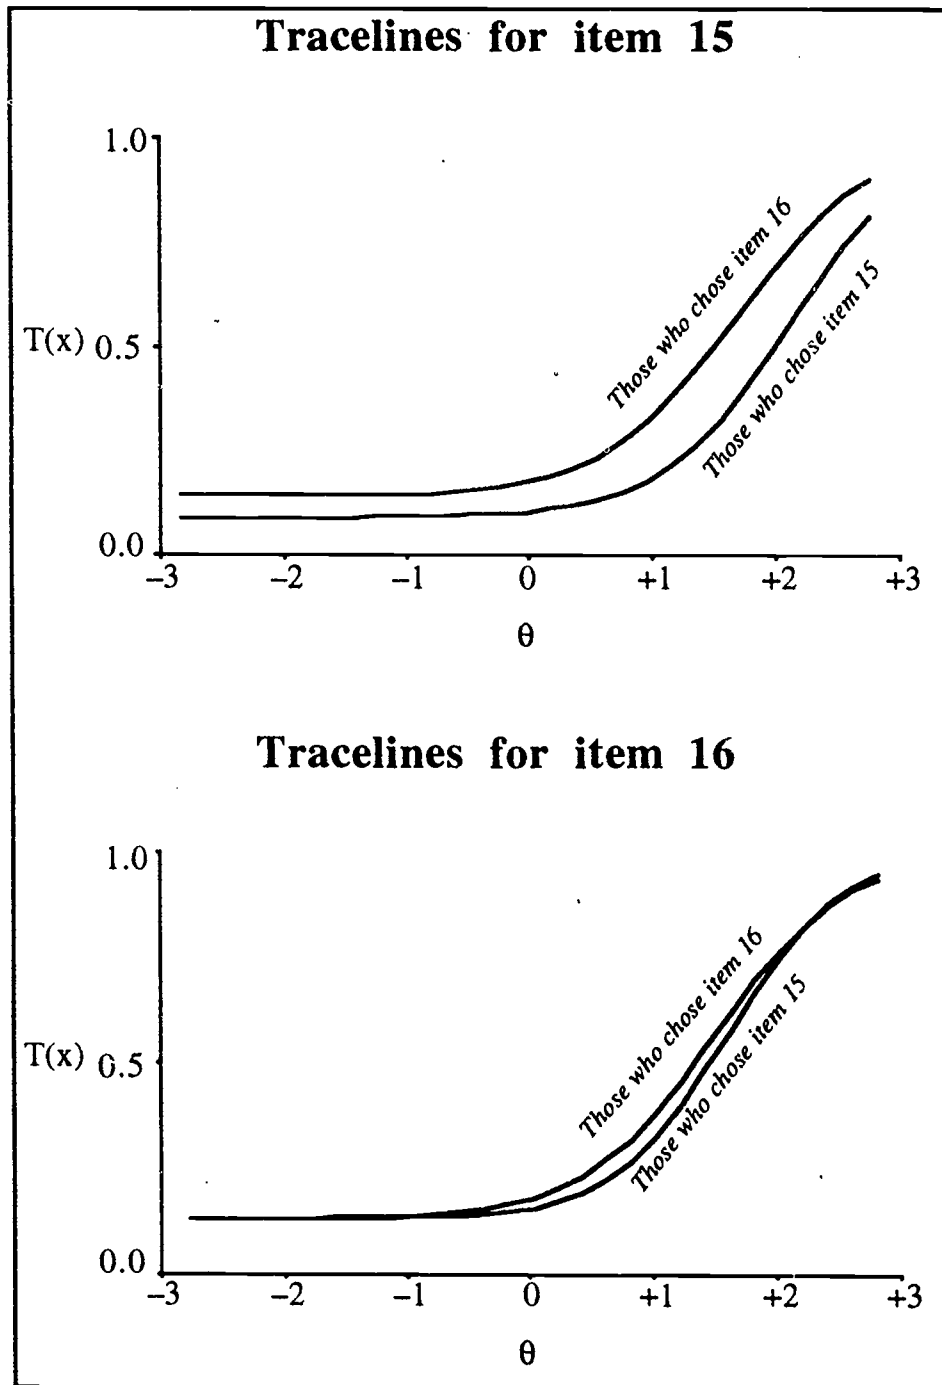 Tracelines for item 15
1.0
T(x) 0.5
0.0
Those who chose item 16
Those who chose item 15
−3 −2 −1 0 +1 +2 +3
θ
Tracelines for item 16
1.0
T(x) 0.5
0.0
Those who chose item 16
Those who chose item 15
−3 −2 −1 0 +1 +2 +3
θ